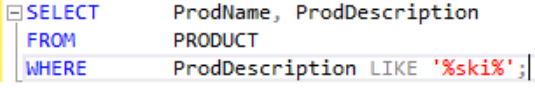 SELECT ProdName, ProdDescription
FROM PRODUCT
WHERE ProdDescription LIKE '%ski%';